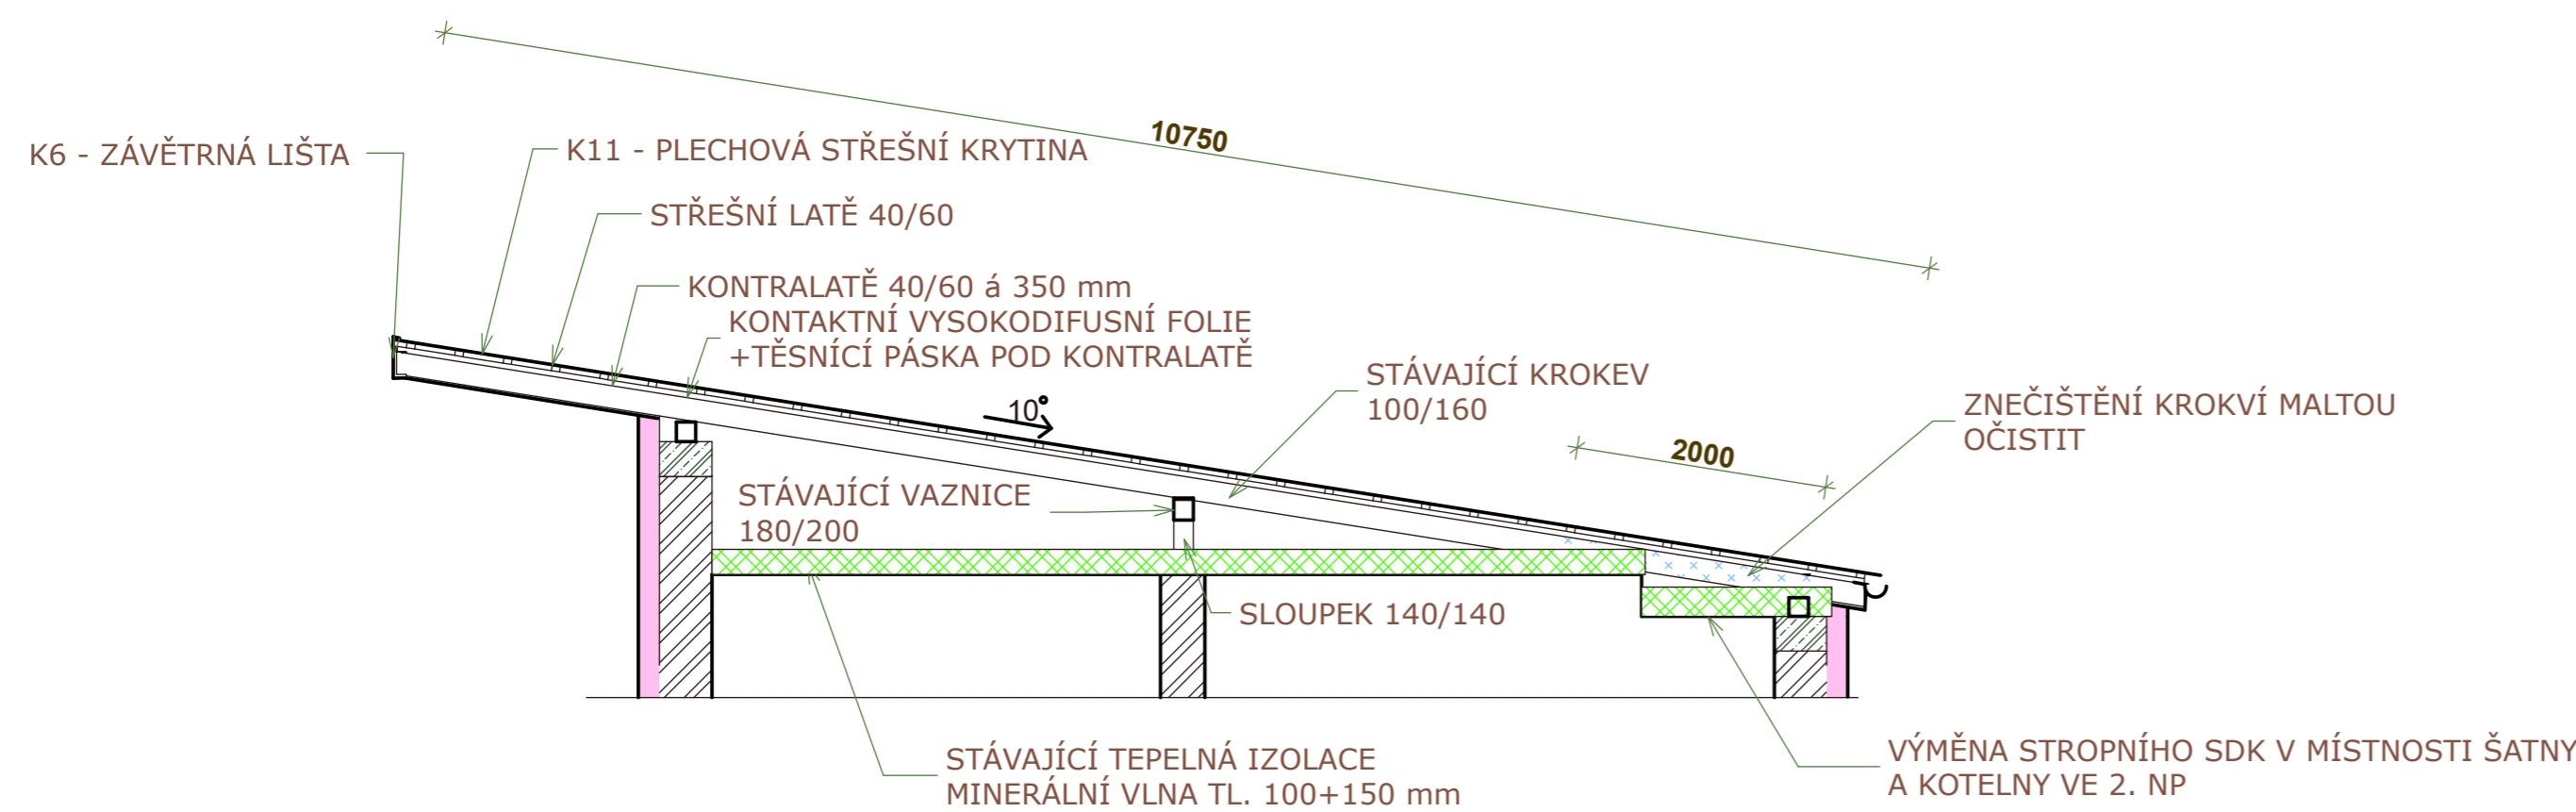 10750
K6 - ZÁVĚTRNÁ LIŠTA
K11 - PLECHOVÁ STŘEŠNÍ KRYTINA
STŘEŠNÍ LATĚ 40/60
KONTRALATĚ 40/60 á 350 mm
KONTAKTNÍ VYSOKODIFUSNÍ FOLIE
+TĚSNÍCÍ PÁSKA POD KONTRALATĚ
STÁVAJÍCÍ KROKEV
100/160
10°
ZNEČIŠTĚNÍ KROKVÍ MALTOU
OČISTIT
2000
STÁVAJÍCÍ VAZNICE
180/200
SLOUPEK 140/140
STÁVAJÍCÍ TEPELNÁ IZOLACE
MINERÁLNÍ VLNA TL. 100+150 mm
VÝMĚNA STROPNÍHO SDK V MÍSTNOSTI ŠATNY
A KOTELNY VE 2. NP